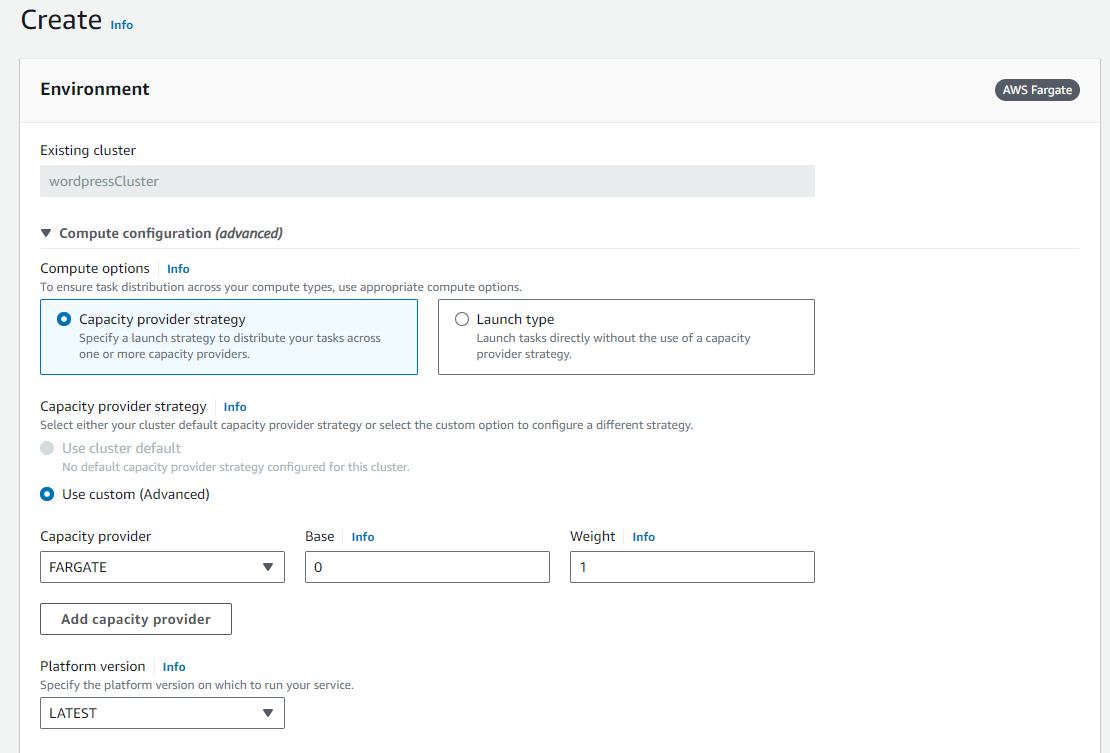 Create Info
Environment
AWS Fargate
Existing cluster
wordpressCluster
Compute configuration (advanced)
Compute options Info
To ensure task distribution across your compute types, use appropriate compute options.
Capacity provider strategy
Specify a launch strategy to distribute your tasks across
one or more capacity providers.
Launch type
Launch tasks directly without the use of a capacity
provider strategy.
Capacity provider strategy Info
Select either your cluster default capacity provider strategy or select the custom option to configure a different strategy.
Use cluster default
No default capacity provider strategy configured for this cluster.
Use custom (Advanced)
Capacity provider Base Info Weight Info
FARGATE 0 1
Add capacity provider
Platform version Info
Specify the platform version on which to run your service.
LATEST